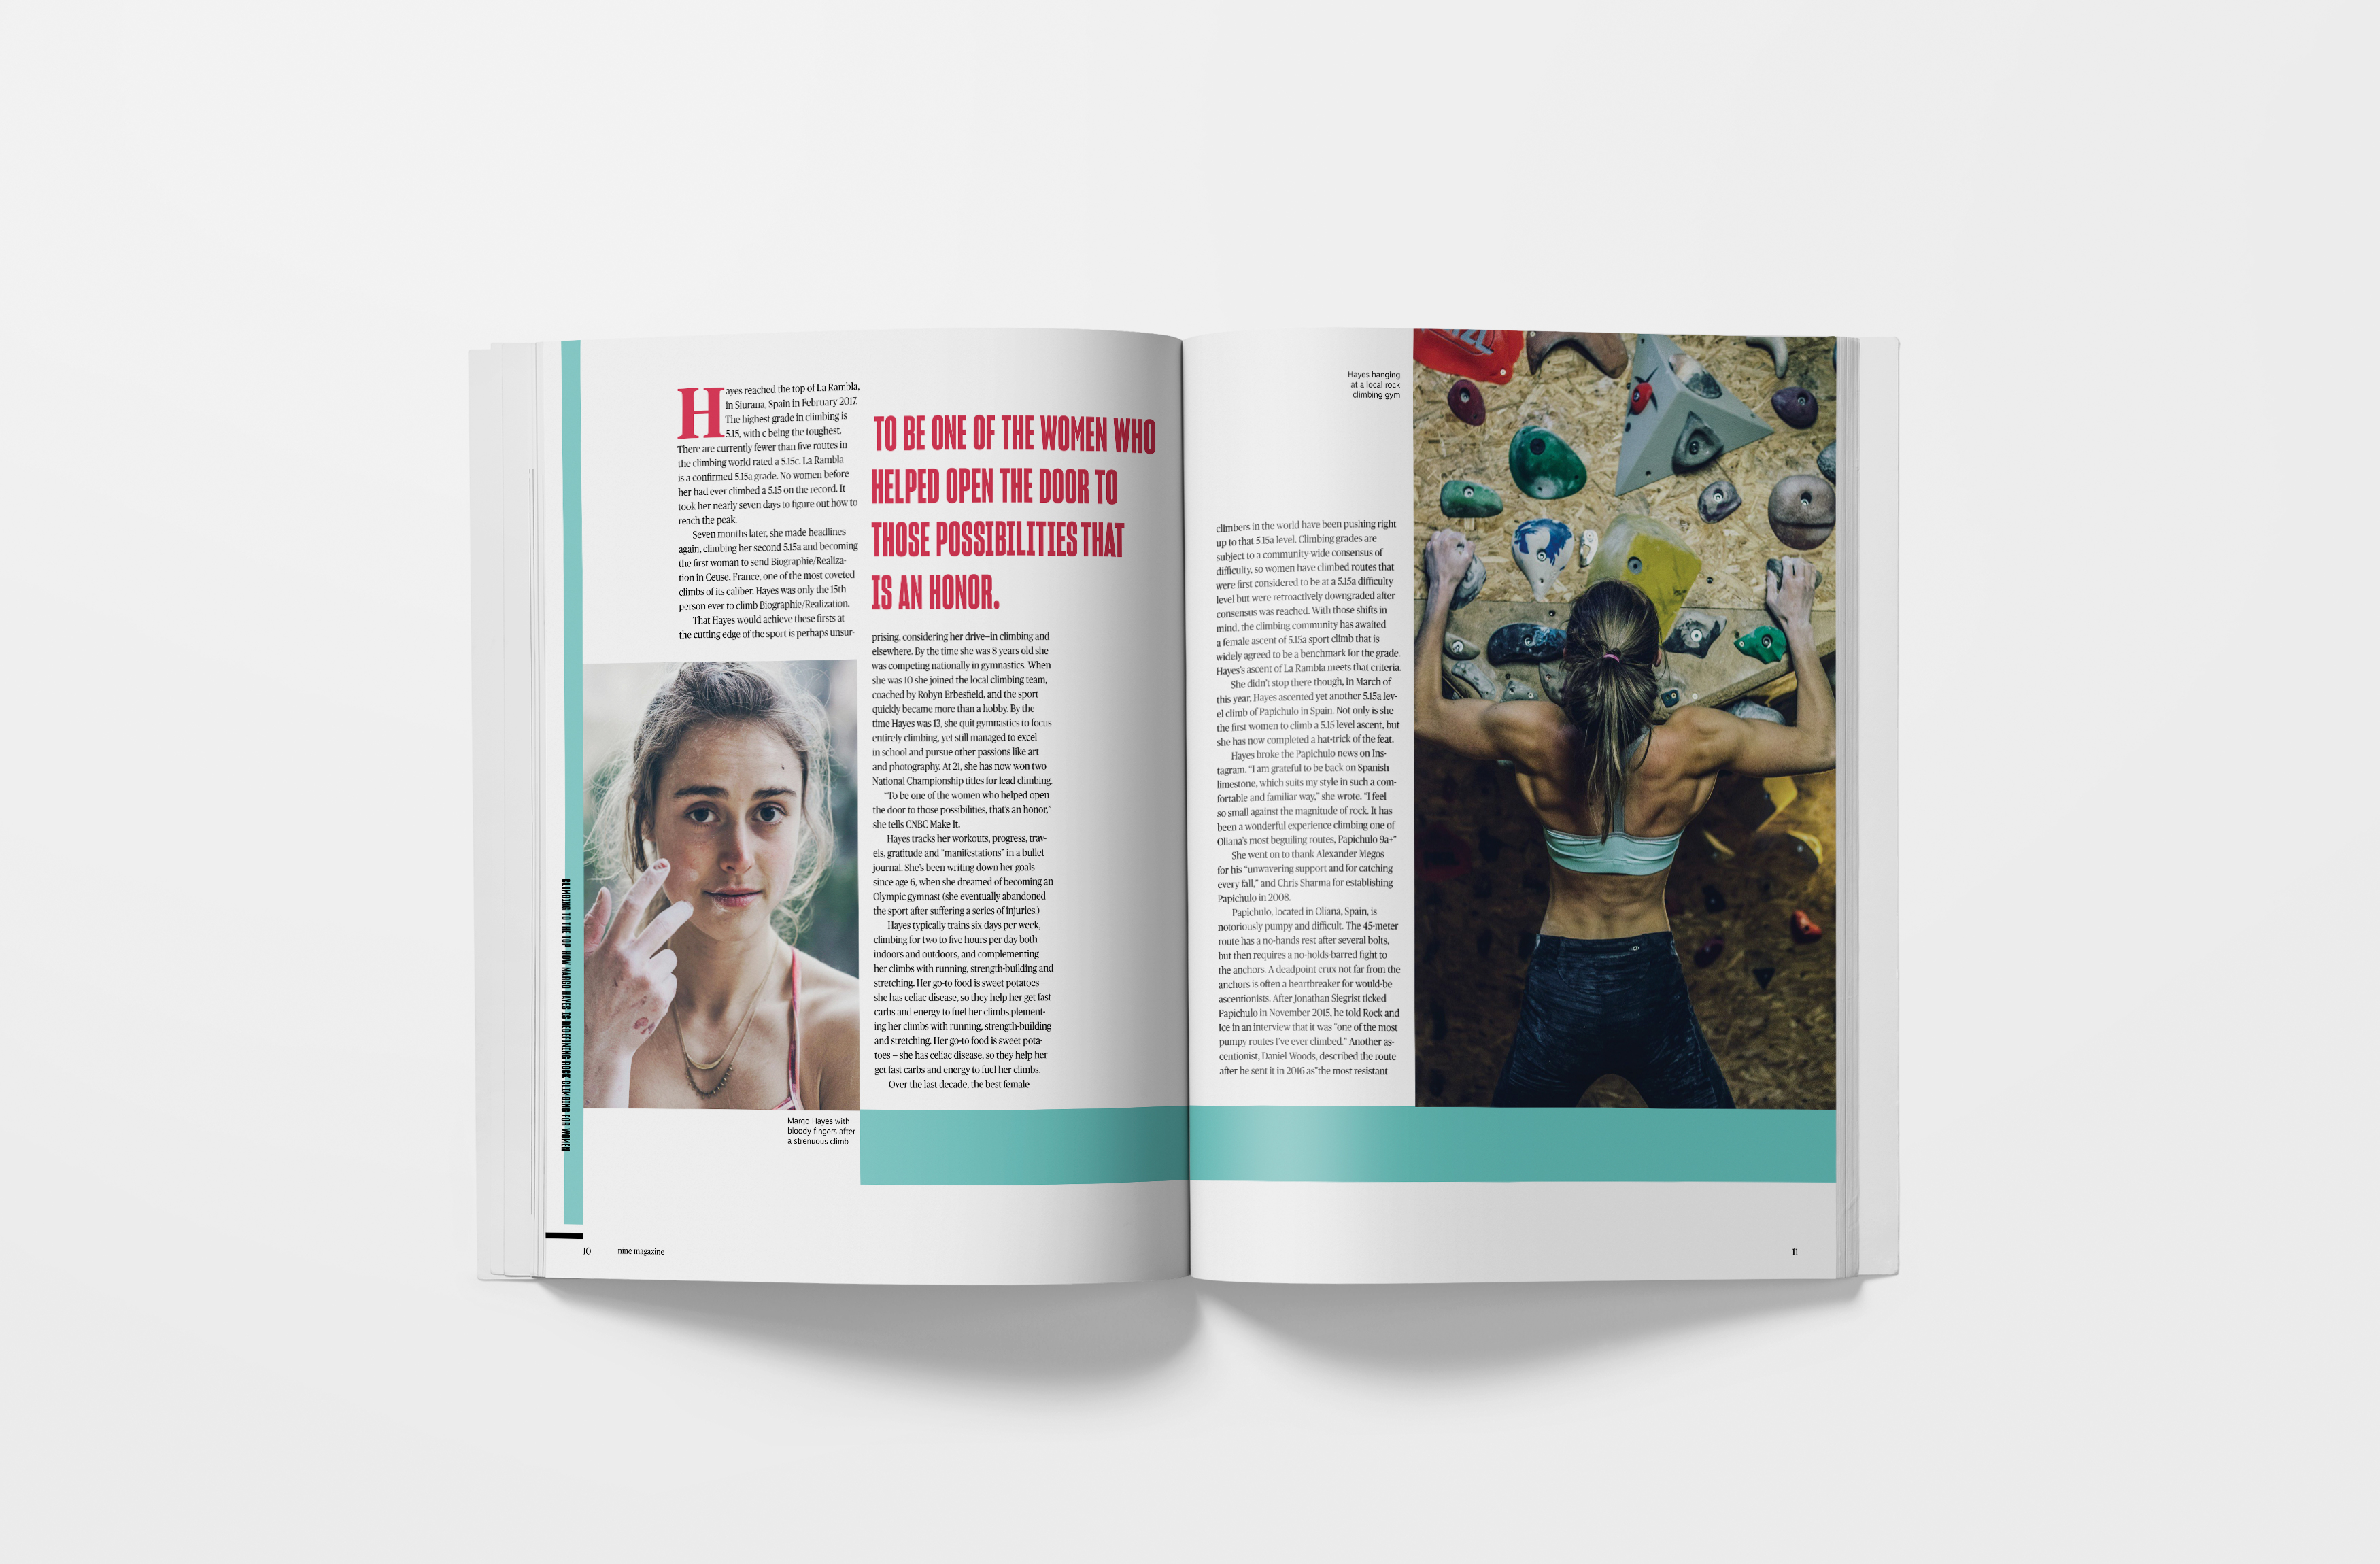 Hayes reached the top of La Rambla,
in Siurana, Spain in February 2017.
The highest grade in climbing is
5.15, with c being the toughest.
There are currently fewer than five routes in
the climbing world rated a 5.15c. La Rambla
is a confirmed 5.15a grade. No women before
her had ever climbed a 5.15 on the record. It
took her nearly seven days to figure out how to
reach the peak.
Seven months later, she made headlines
again, climbing her second 5.15a and becoming
the first woman to send Biographie/Realiza-
tion in Ceuse, France, one of the most coveted
climbs of its caliber. Hayes was only the 15th
person ever to climb Biographie/Realization.
That Hayes would achieve these firsts at
the cutting edge of the sport is perhaps unsur-
TO BE ONE OF THE WOMEN WHO
HELPED OPEN THE DOOR TO
THOSE POSSIBILITIES THAT
IS AN HONOR.
prising, considering her drive–in climbing and
elsewhere. By the time she was 8 years old she
was competing nationally in gymnastics. When
she was 10 she joined the local climbing team,
coached by Robyn Erbesfield, and the sport
quickly became more than a hobby. By the
time Hayes was 13, she quit gymnastics to focus
entirely climbing, yet still managed to excel
in school and pursue other passions like art
and photography. At 21, she has now won two
National Championship titles for lead climbing.
"To be one of the women who helped open
the door to those possibilities, that's an honor,"
she tells CNBC Make It.
Hayes tracks her workouts, progress, trav-
els, gratitude and "manifestations" in a bullet
journal. She's been writing down her goals
since age 6, when she dreamed of becoming an
Olympic gymnast (she eventually abandoned
the sport after suffering a series of injuries.)
Hayes typically trains six days per week,
climbing for two to five hours per day both
indoors and outdoors, and complementing
her climbs with running, strength-building and
stretching. Her go-to food is sweet potatoes –
she has celiac disease, so they help her get fast
carbs and energy to fuel her climbs,plement-
ing her climbs with running, strength-building
and stretching. Her go-to food is sweet pota-
toes – she has celiac disease, so they help her
get fast carbs and energy to fuel her climbs.
Over the last decade, the best female
Margo Hayes with
bloody fingers after
a strenuous climb
CLIMBING TO THE TOP: HOW MARGO HAYES IS REDEFINING ROCK CLIMBING FOR WOMEN
10 nine magazine
Hayes hanging
at a local rock
climbing gym
climbers in the world have been pushing right
up to that 5.15a level. Climbing grades are
subject to a community-wide consensus of
difficulty, so women have climbed routes that
were first considered to be at a 5.15a difficulty
level but were retroactively downgraded after
consensus was reached. With those shifts in
mind, the climbing community has awaited
a female ascent of 5.15a sport climb that is
widely agreed to be a benchmark for the grade.
Hayes's ascent of La Rambla meets that criteria.
She didn't stop there though, in March of
this year, Hayes ascented yet another 5.15a lev-
el climb of Papichulo in Spain. Not only is she
the first women to climb a 5.15 level ascent, but
she has now completed a hat-trick of the feat.
Hayes broke the Papichulo news on Ins-
tagram. "I am grateful to be back on Spanish
limestone, which suits my style in such a com-
fortable and familiar way," she wrote. "I feel
so small against the magnitude of rock. It has
been a wonderful experience climbing one of
Oliana's most beguiling routes, Papichulo 9a+"
She went on to thank Alexander Megos
for his "unwavering support and for catching
every fall," and Chris Sharma for establishing
Papichulo in 2008.
Papichulo, located in Oliana, Spain, is
notoriously pumpy and difficult. The 45-meter
route has a no-hands rest after several bolts,
but then requires a no-holds-barred fight to
the anchors. A deadpoint crux not far from the
anchors is often a heartbreaker for would-be
ascentionists. After Jonathan Siegrist ticked
Papichulo in November 2015, he told Rock and
Ice in an interview that it was "one of the most
pumpy routes I've ever climbed." Another as-
centionist, Daniel Woods, described the route
after he sent it in 2016 as"the most resistant
11